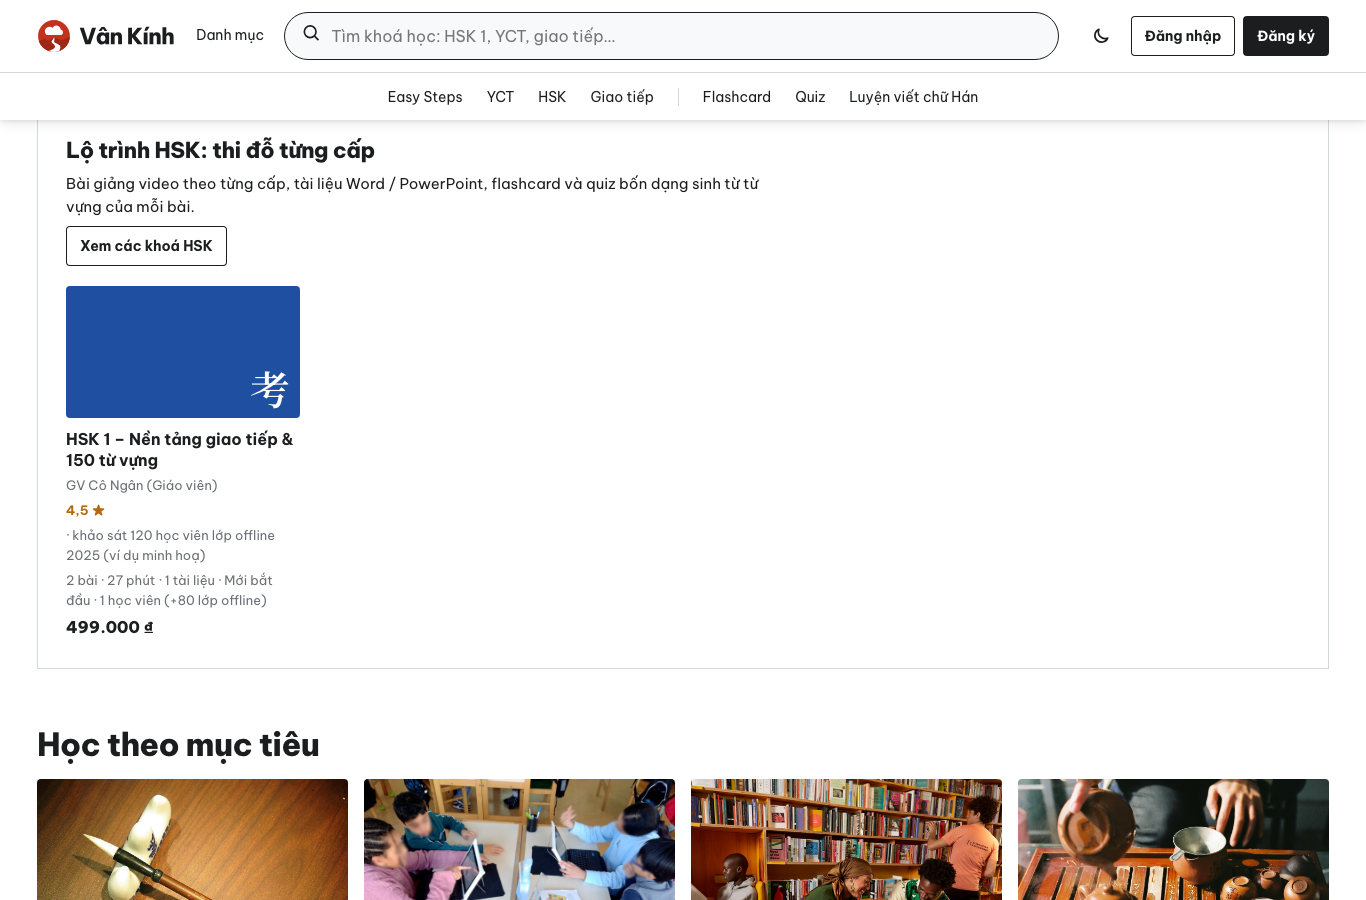 Vân Kính
Danh mục
Tìm khoá học: HSK 1, YCT, giao tiếp...
Đăng nhập
Đăng ký
Easy Steps
YCT
HSK
Giao tiếp
Flashcard
Quiz
Luyện viết chữ Hán
Lộ trình HSK: thi đỗ từng cấp
Bài giảng video theo từng cấp, tài liệu Word / PowerPoint, flashcard và quiz bốn dạng sinh từ từ
vựng của mỗi bài.
Xem các khoá HSK
考
HSK 1 – Nền tảng giao tiếp &
150 từ vựng
GV Cô Ngân (Giáo viên)
4,5 ★
· khảo sát 120 học viên lớp offline
2025 (ví dụ minh hoạ)
2 bài · 27 phút · 1 tài liệu · Mới bắt
đầu · 1 học viên (+80 lớp offline)
499.000 ₫
Học theo mục tiêu